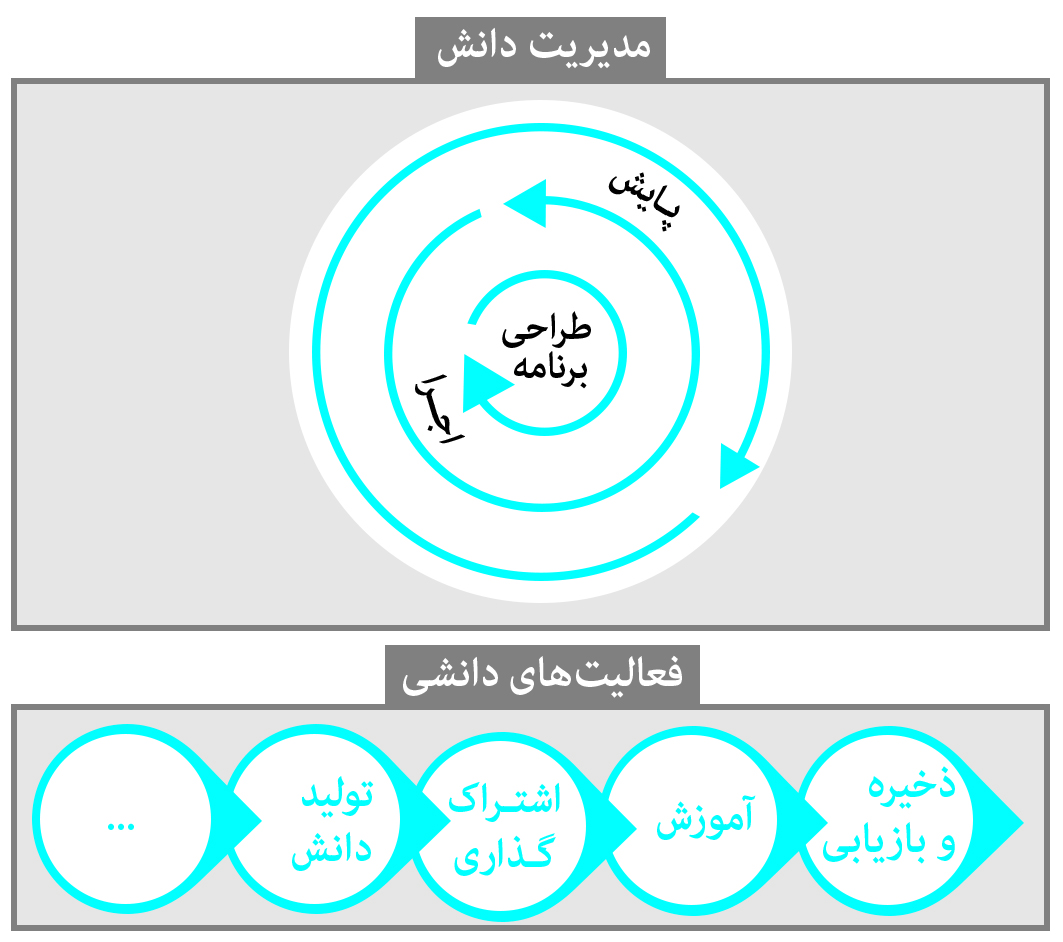 مدیریت دانش
پایش
طراحی
برنامه
اجرا
فعالیت‌های دانشی
ذخیره
و بازیابی
آموزش
اشتراک
گذاری
تولید
دانش
...